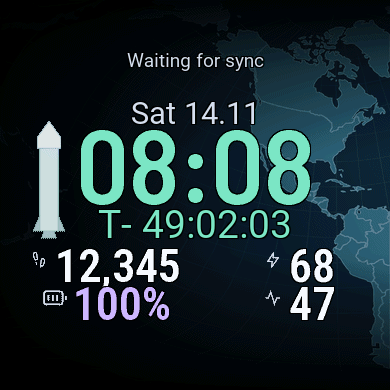 Waiting for sync
Sat 14.11
08:08
T- 49:02:03
12,345 68
100% 47